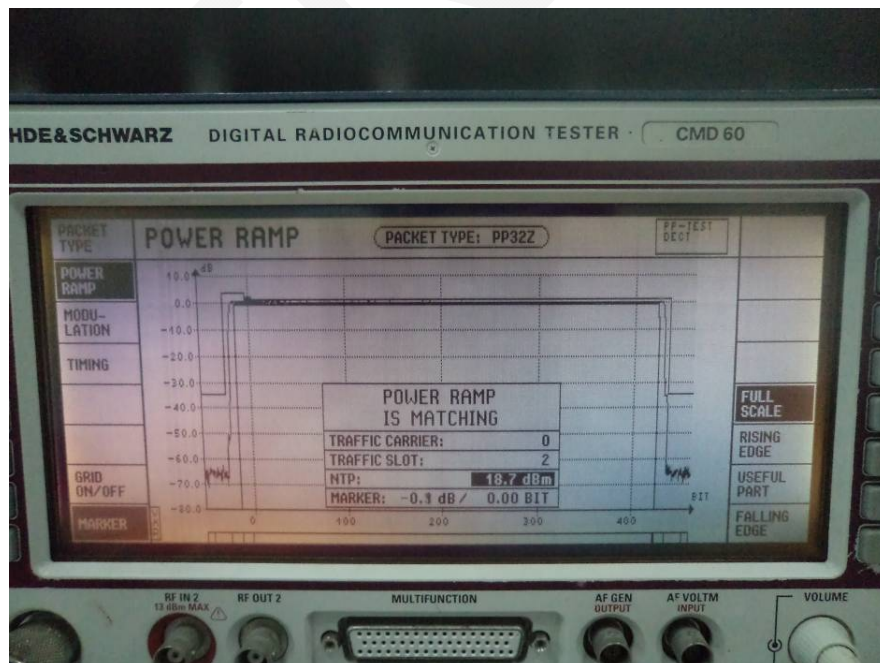 HDE&SCHWARZ DIGITAL RADIOCOMMUNICATION TESTER · CMD 60
PACKET TYPE
POWER RAMP
PACKET TYPE: PP32Z
PP-TEST
DECT
POWER RAMP
MODU-
LATION
TIMING
GRID
ON/OFF
MARKER
10.0 dB
0.0
-10.0
-20.0
-30.0
-40.0
-50.0
-60.0
-70.0
-80.0
POWER RAMP
IS MATCHING
TRAFFIC CARRIER: 0
TRAFFIC SLOT: 2
NTP: 18.7 dBm
MARKER: -0.1 dB/ 0.00 BIT
BIT
0 100 200 300 400
FULL
SCALE
RISING
EDGE
USEFUL
PART
FALLING
EDGE
RF IN 2
13 dBm MAX
RF OUT 2
MULTIFUNCTION
AF GEN
OUTPUT
AF VOLTM
INPUT
VOLUME